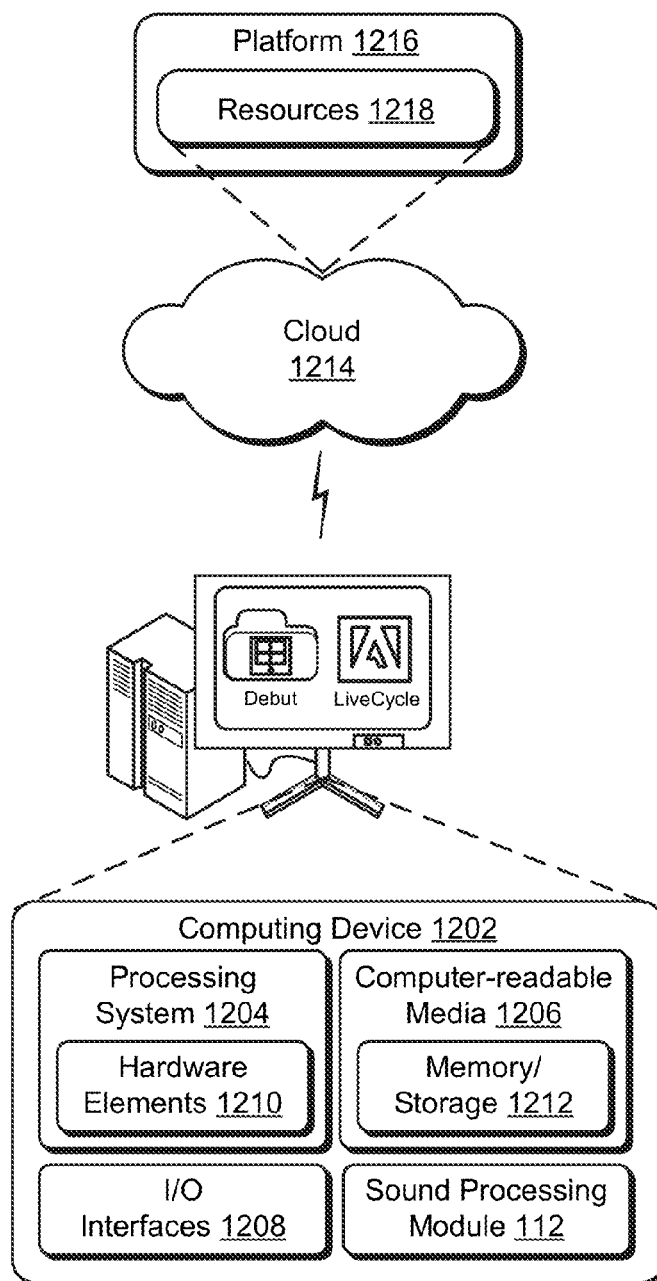 Platform 1216
Resources 1218
Cloud
1214
Debut LiveCycle
Computing Device 1202
Processing
System 1204
Hardware
Elements 1210
Computer-readable
Media 1206
Memory/
Storage 1212
I/O
Interfaces 1208
Sound Processing
Module 112